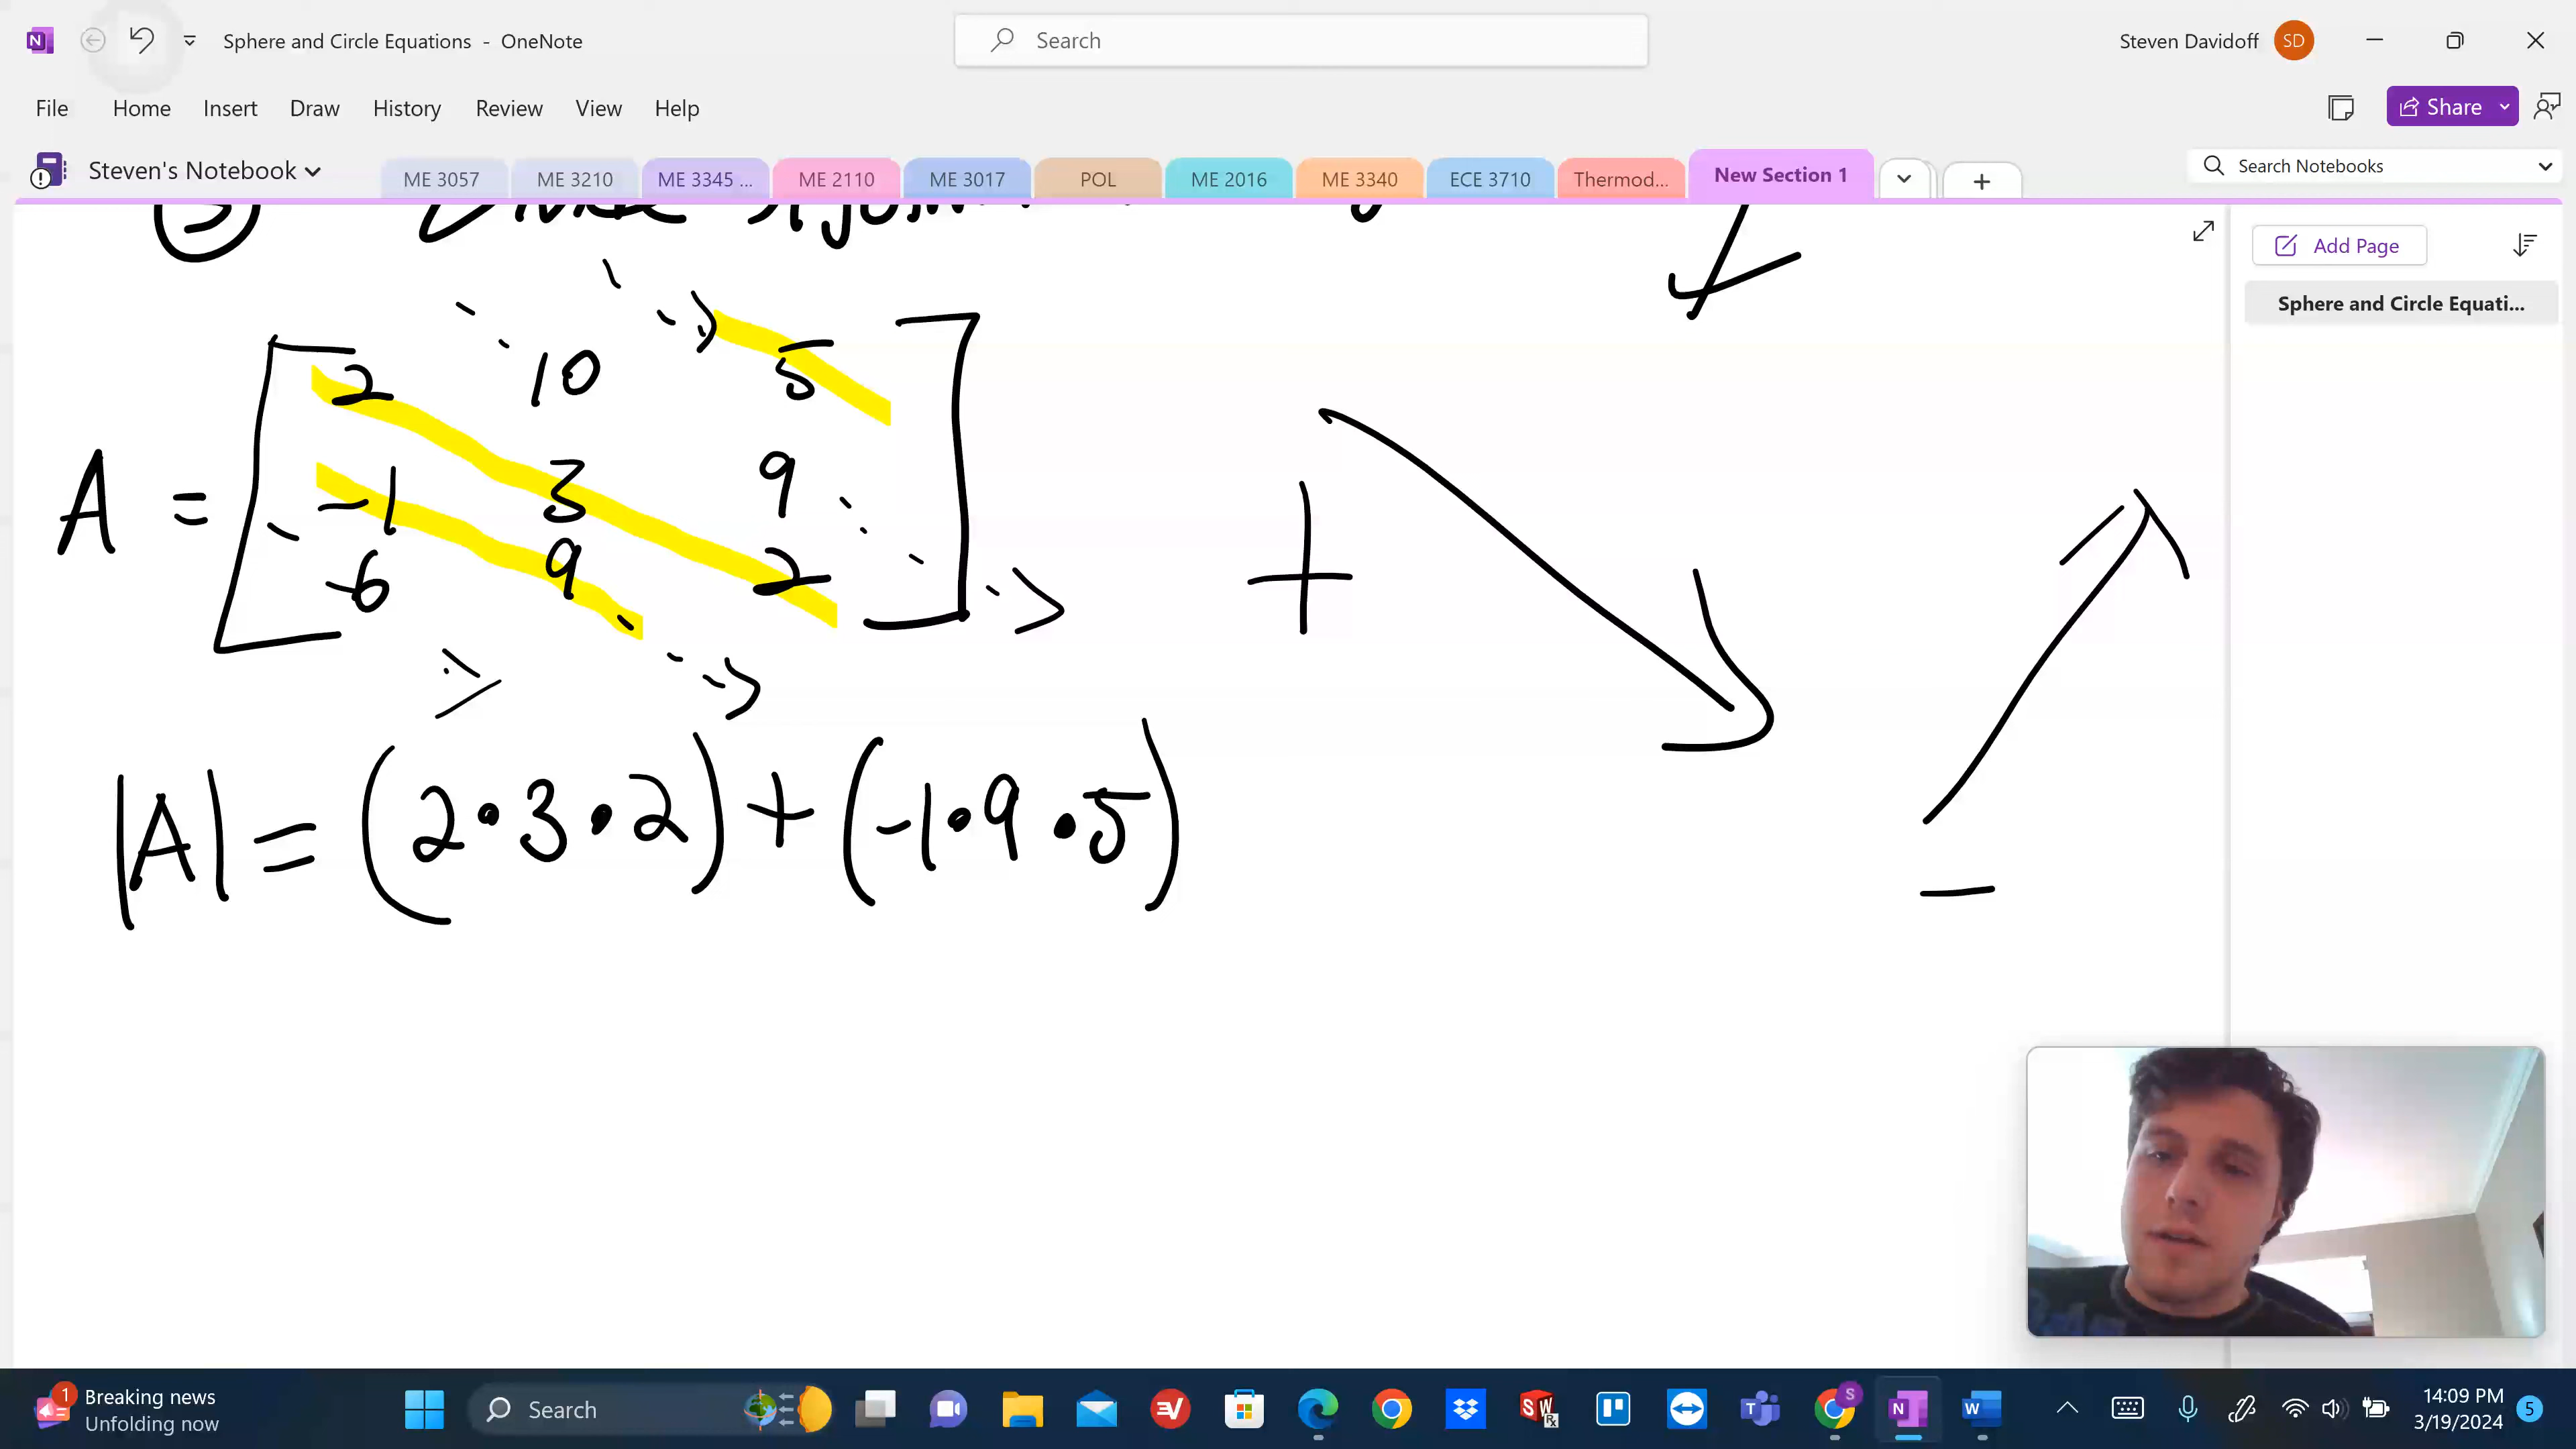 Sphere and Circle Equations - OneNote
Search
Steven Davidoff
SD
File Home Insert Draw History Review View Help
Share
Steven's Notebook
ME 3057 ME 3210 ME 3345 ... ME 2110 ME 3017 POL ME 2016 ME 3340 ECE 3710 Thermod... New Section 1
Search Notebooks
Add Page
Sphere and Circle Equati...
3
2 10 5
A = -1 3 9
-6 9 2
+
-
|A| = (2·3·2) + (-1·9·5)
1
Breaking news
Unfolding now
Search
14:09 PM
3/19/2024
5